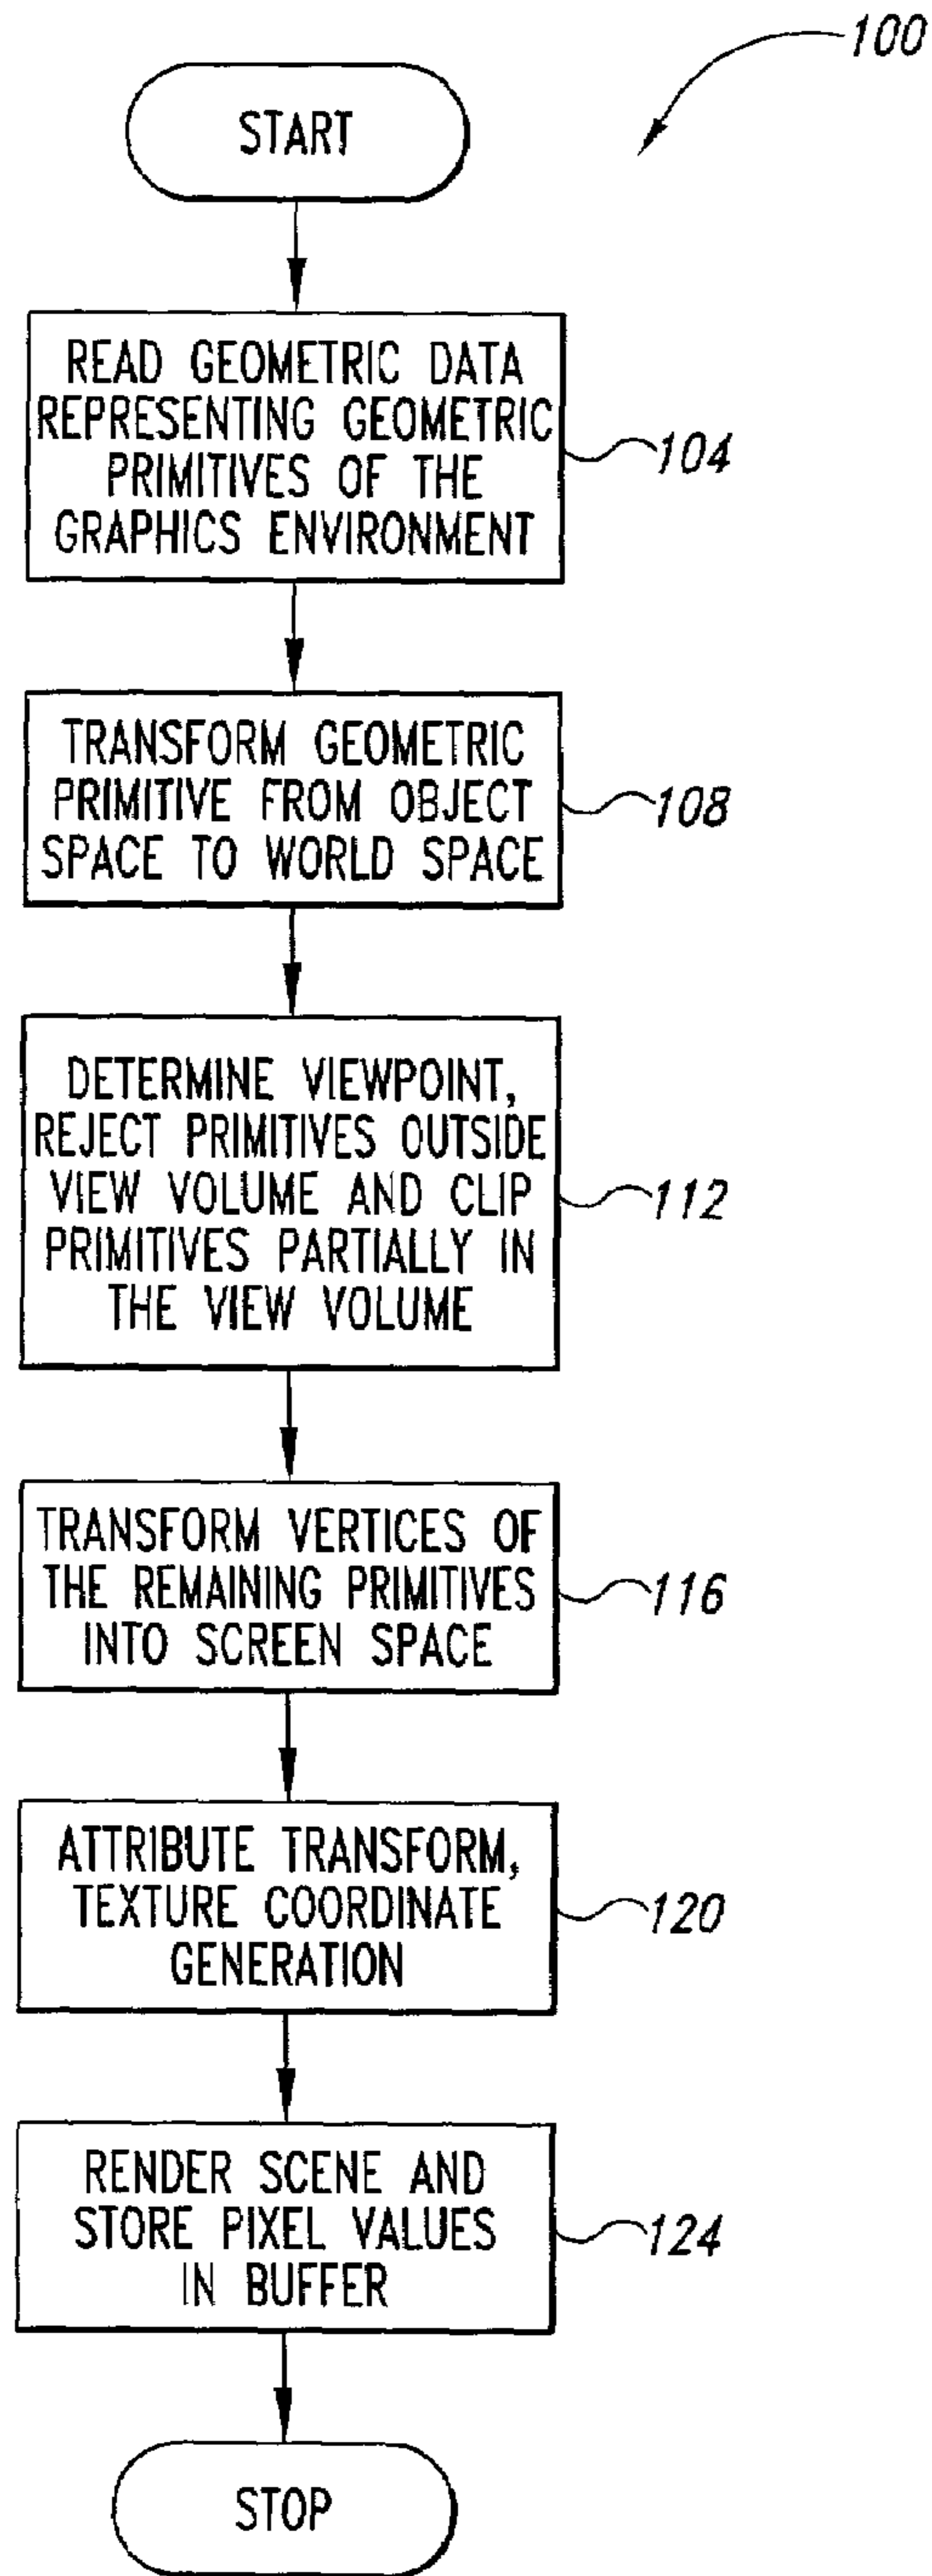 100
START
READ GEOMETRIC DATA
REPRESENTING GEOMETRIC
PRIMITIVES OF THE
GRAPHICS ENVIRONMENT
104
TRANSFORM GEOMETRIC
PRIMITIVE FROM OBJECT
SPACE TO WORLD SPACE
108
DETERMINE VIEWPOINT,
REJECT PRIMITIVES OUTSIDE
VIEW VOLUME AND CLIP
PRIMITIVES PARTIALLY IN
THE VIEW VOLUME
112
TRANSFORM VERTICES OF
THE REMAINING PRIMITIVES
INTO SCREEN SPACE
116
ATTRIBUTE TRANSFORM,
TEXTURE COORDINATE
GENERATION
120
RENDER SCENE AND
STORE PIXEL VALUES
IN BUFFER
124
STOP